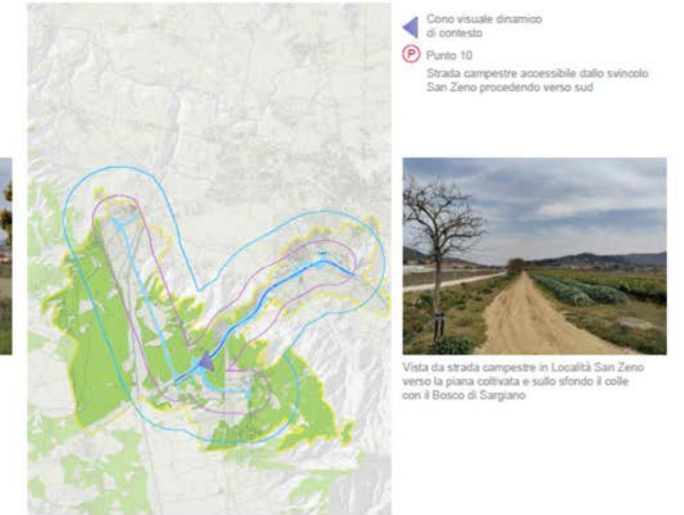 Cono visuale dinamico
di contesto
P Punto 10
Strada campestre accessibile dallo svincolo
San Zeno procedendo verso sud
Vista da strada campestre in Località San Zeno
verso la piana coltivata e sullo sfondo il colle
con il Bosco di Sargiano